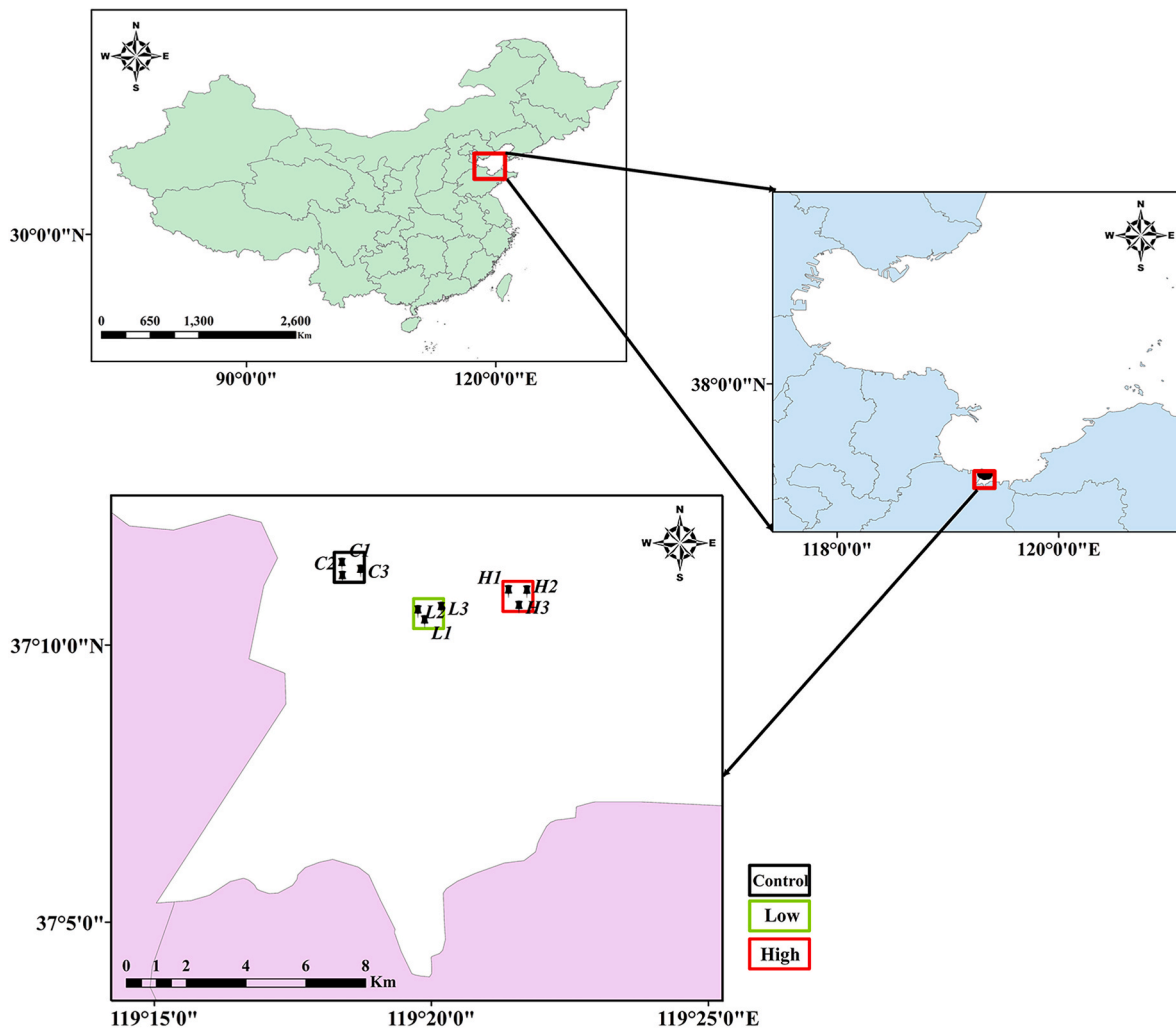 N
W E
S
30°0'0"N
0 650 1,300 2,600
Km
90°0'0" 120°0'0"E
N
W E
S
38°0'0"N
118°0'0" 120°0'0"E
N
W E
S
C1
C2
C3
H1 H2
H3
L2 L3
L1
37°10'0"N
37°5'0"
0 1 2 4 6 8
Km
119°15'0" 119°20'0" 119°25'0"E
Control
Low
High